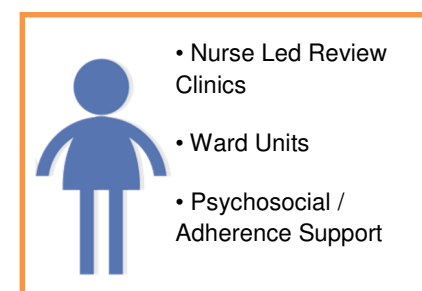 • Nurse Led Review
Clinics
• Ward Units
• Psychosocial /
Adherence Support